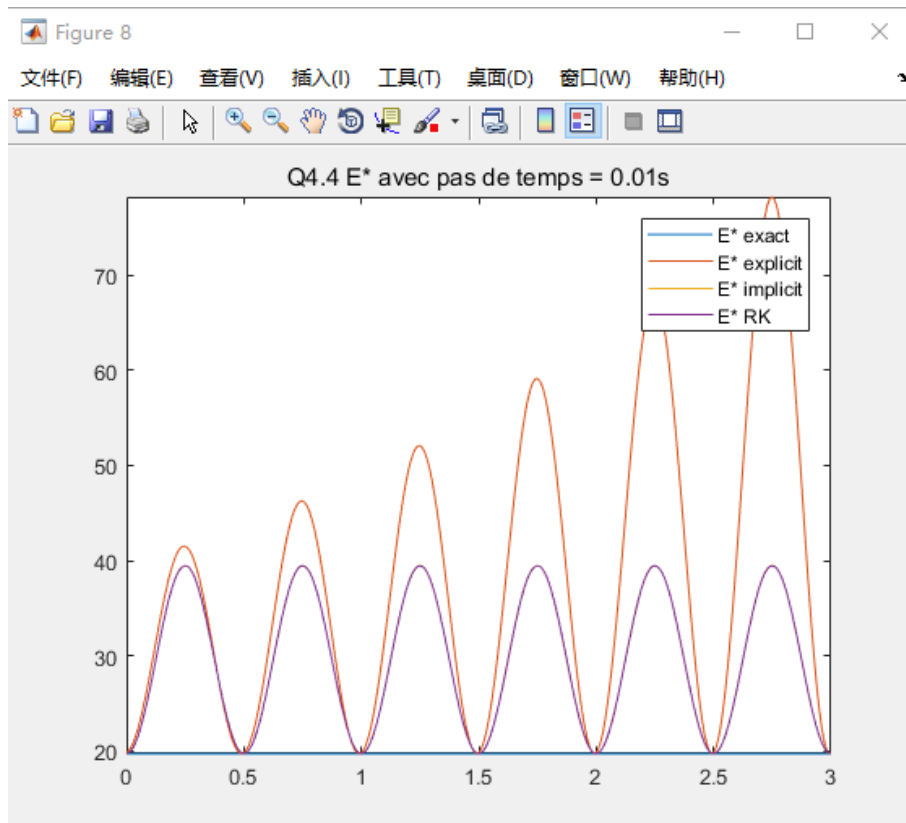 Figure 8
文件(F) 编辑(E) 查看(V) 插入(I) 工具(T) 桌面(D) 窗口(W) 帮助(H)
Q4.4 E* avec pas de temps = 0.01s
E* exact
E* explicit
E* implicit
E* RK
70
60
50
40
30
20
0 0.5 1 1.5 2 2.5 3